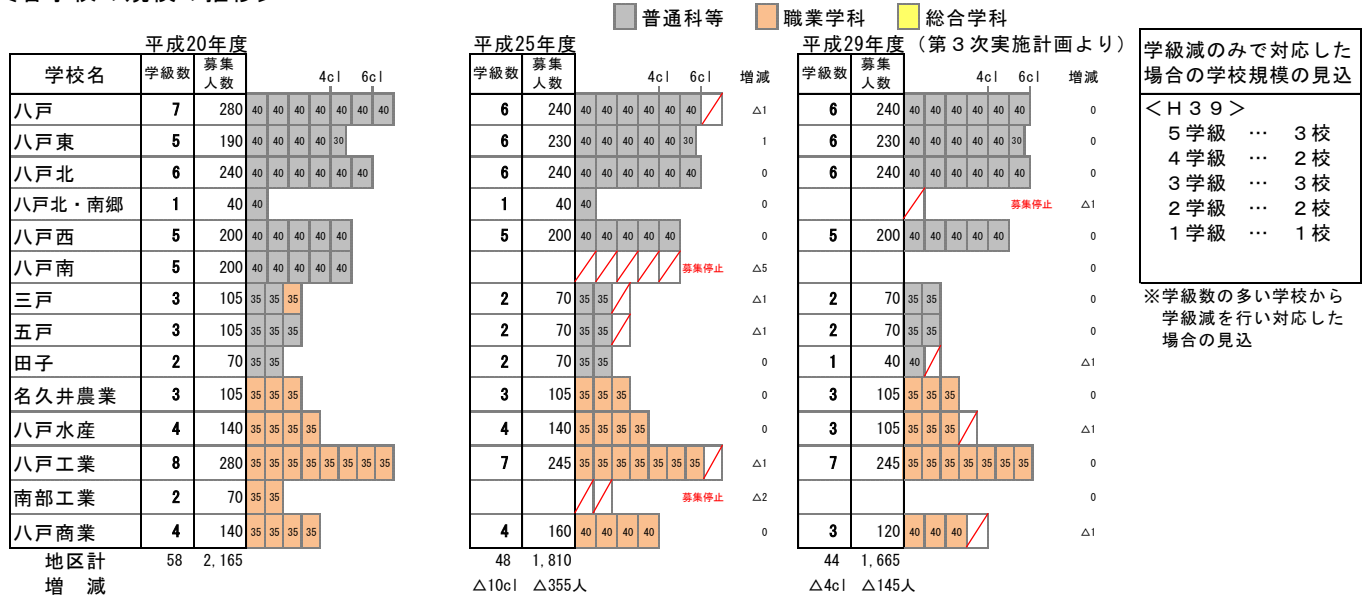 普通科等　職業学科　総合学科
平成20年度　平成25年度　平成29年度（第３次実施計画より）
学校名　学級数　募集人数　4cl　6cl　学級数　募集人数　4cl　6cl　増減　学級数　募集人数　4cl　6cl　増減
八戸　7　280　40 40 40 40 40 40 40　6　240　40 40 40 40 40 40　△1　6　240　40 40 40 40 40 40　0
八戸東　5　190　40 40 40 40 30　6　230　40 40 40 40 40 30　1　6　230　40 40 40 40 40 30　0
八戸北　6　240　40 40 40 40 40 40　6　240　40 40 40 40 40 40　0　6　240　40 40 40 40 40 40　0
八戸北・南郷　1　40　40　1　40　40　0　募集停止　△1
八戸西　5　200　40 40 40 40 40　5　200　40 40 40 40 40　0　5　200　40 40 40 40 40　0
八戸南　5　200　40 40 40 40 40　募集停止　△5　0
三戸　3　105　35 35 35　2　70　35 35　△1　2　70　35 35　0
五戸　3　105　35 35 35　2　70　35 35　△1　2　70　35 35　0
田子　2　70　35 35　2　70　35 35　0　1　40　40　△1
名久井農業　3　105　35 35 35　3　105　35 35 35　0　3　105　35 35 35　0
八戸水産　4　140　35 35 35 35　4　140　35 35 35 35　0　3　105　35 35 35　△1
八戸工業　8　280　35 35 35 35 35 35 35 35　7　245　35 35 35 35 35 35 35　△1　7　245　35 35 35 35 35 35 35　0
南部工業　2　70　35 35　募集停止　△2　0
八戸商業　4　140　35 35 35 35　4　160　40 40 40 40　0　3　120　40 40 40　△1
地区計　58　2,165　48　1,810　44　1,665
増　減　△10cl　△355人　△4cl　△145人
学級減のみで対応した
場合の学校規模の見込
＜Ｈ３９＞
５学級　…　３校
４学級　…　２校
３学級　…　３校
２学級　…　２校
１学級　…　１校
※学級数の多い学校から
学級減を行い対応した
場合の見込